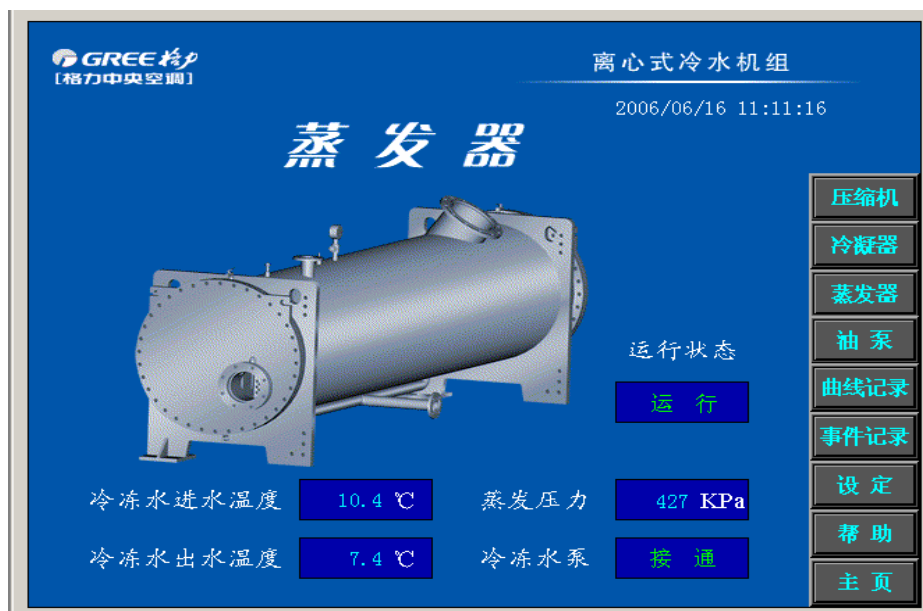 GREE 格力
[格力中央空调]
离心式冷水机组
2006/06/16 11:11:16
蒸发器
压缩机
冷凝器
蒸发器
油泵
曲线记录
事件记录
设定
帮助
主页
运行状态
运行
冷冻水进水温度 10.4 ℃ 蒸发压力 427 KPa
冷冻水出水温度 7.4 ℃ 冷冻水泵 接通